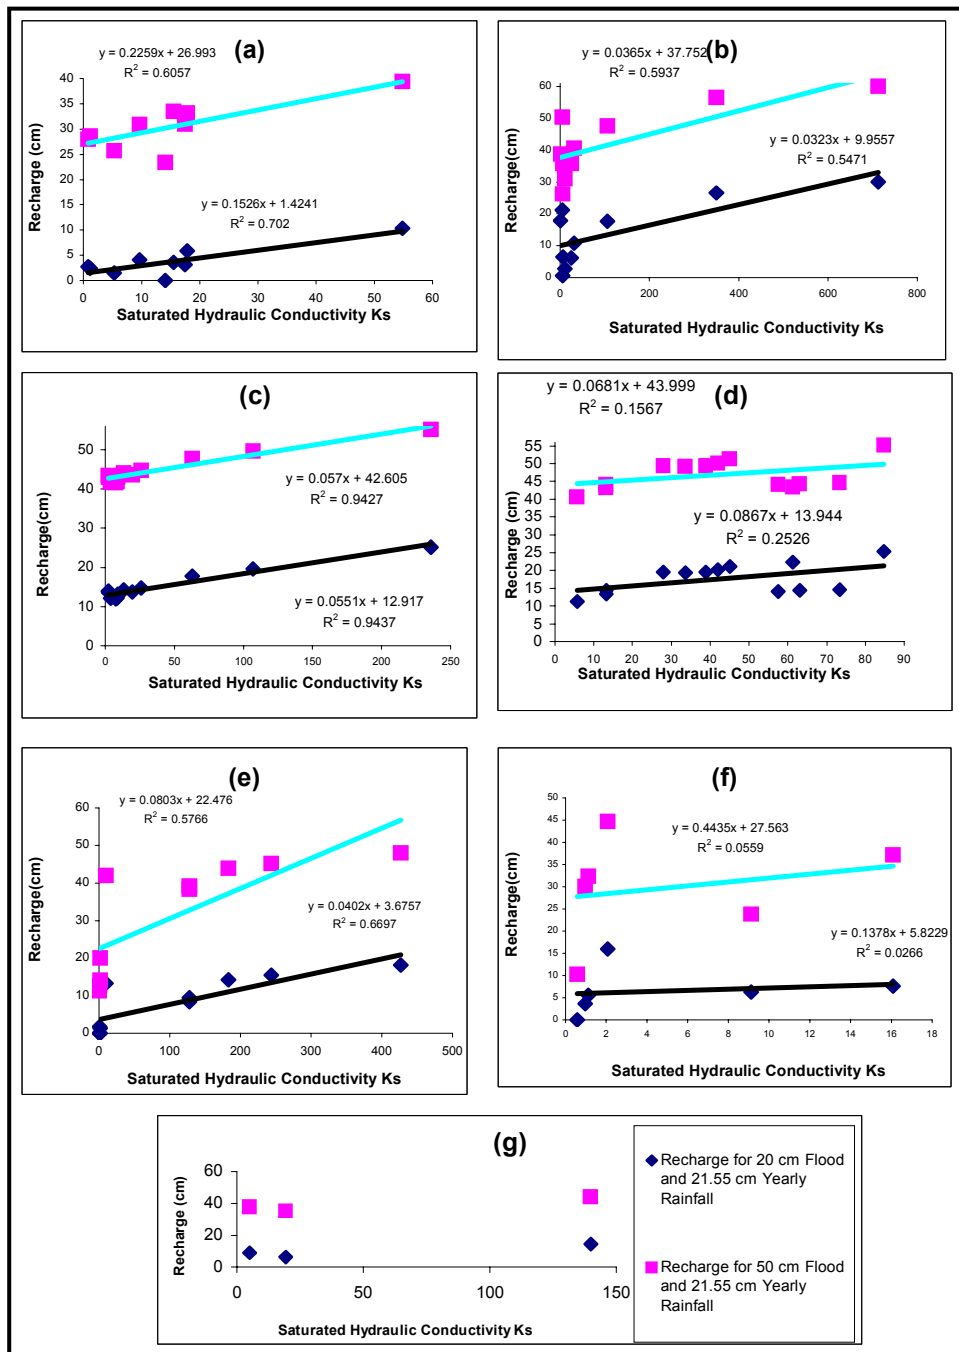 (a)
y = 0.2259x + 26.993
R² = 0.6057
40
35
30
25
20
15
10
5
0
Recharge (cm)
y = 0.1526x + 1.4241
R² = 0.702
0 10 20 30 40 50 60
Saturated Hydraulic Conductivity Ks
(b)
y = 0.0365x + 37.752
R² = 0.5937
60
50
40
30
20
10
0
Recharge(cm)
y = 0.0323x + 9.9557
R² = 0.5471
0 200 400 600 800
Saturated Hydraulic Conductivity Ks
(c)
50
40
30
20
10
0
Recharge(cm)
y = 0.057x + 42.605
R² = 0.9427
y = 0.0551x + 12.917
R² = 0.9437
0 50 100 150 200 250
Saturated Hydraulic Conductivity Ks
y = 0.0681x + 43.999
R² = 0.1567
(d)
55
50
45
40
35
30
25
20
15
10
5
0
Recharge (cm)
y = 0.0867x + 13.944
R² = 0.2526
0 10 20 30 40 50 60 70 80 90
Saturated Hydraulic Conductivity Ks
(e)
y = 0.0803x + 22.476
R² = 0.5766
60
50
40
30
20
10
0
Recharge(cm)
y = 0.0402x + 3.6757
R² = 0.6697
0 100 200 300 400 500
Saturated Hydraulic Conductivity Ks
(f)
50
45
40
35
30
25
20
15
10
5
0
Recharge(cm)
y = 0.4435x + 27.563
R² = 0.0559
y = 0.1378x + 5.8229
R² = 0.0266
0 2 4 6 8 10 12 14 16 18
Saturated Hydraulic Conductivity Ks
(g)
60
40
20
0
Recharge (cm)
0 50 100 150
Saturated Hydraulic Conductivity Ks
Recharge for 20 cm Flood
and 21.55 cm Yearly
Rainfall
Recharge for 50 cm Flood
and 21.55 cm Yearly
Rainfall